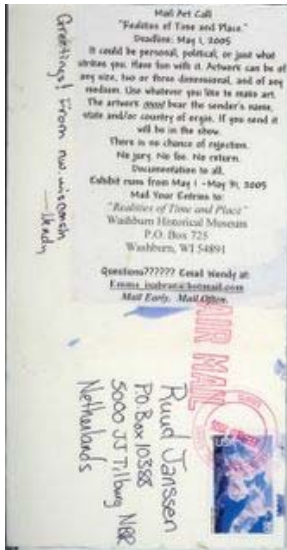 Mail Art Call
"Realities of Time and Place."
Deadline: May 1, 2005
It could be personal, political, or just what
strikes you. Have fun with it. Artwork can be of
any size, two or three dimensional, and of any
medium. Use whatever you like to make art.
The artwork must bear the sender's name,
state and/or country of orgin. If you send it
will be in the show.
There is no chance of rejection.
No jury. No fee. No return.
Documentation to all.
Exhibit runs from May 1 -May 31, 2005
Mail Your Entries to:
"Realities of Time and Place"
Washburn Historical Museum
P.O. Box 725
Washburn, WI 54891
Questions?????? Email Wendy at:
Emma_isabrat@hotmail.com
Mail Early. Mail Often.
Greetings! From nw. wisconsin
Wendy
AIR MAIL
Ruud Janssen
P.O. Box 10388
5000 JJ Tilburg NBR
Netherlands